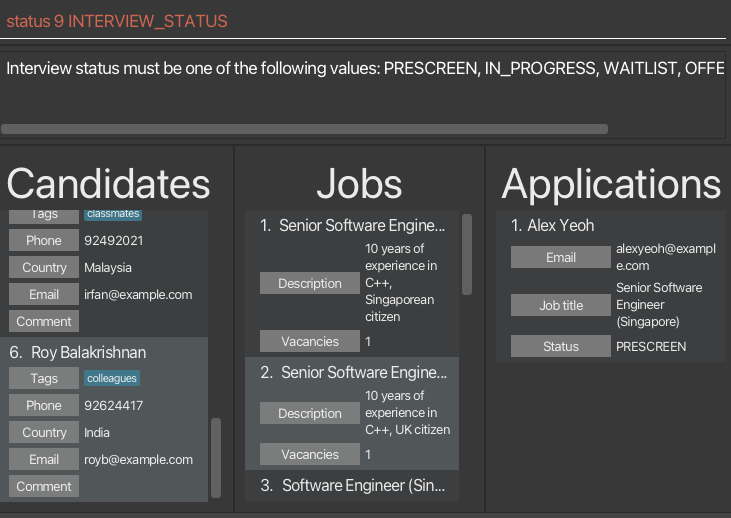 status 9 INTERVIEW_STATUS
Interview status must be one of the following values: PRESCREEN, IN_PROGRESS, WAITLIST, OFFE
Candidates
Tags classmates
Phone 92492021
Country Malaysia
Email irfan@example.com
Comment
6. Roy Balakrishnan
Tags colleagues
Phone 92624417
Country India
Email royb@example.com
Comment
Jobs
1. Senior Software Engine...
Description 10 years of
experience in
C++,
Singaporean
citizen
Vacancies 1
2. Senior Software Engine...
Description 10 years of
experience in
C++, UK citizen
Vacancies 1
3. Software Engineer (Sin...
Applications
1. Alex Yeoh
Email alexyeoh@exampl
e.com
Job title Senior Software
Engineer
(Singapore)
Status PRESCREEN